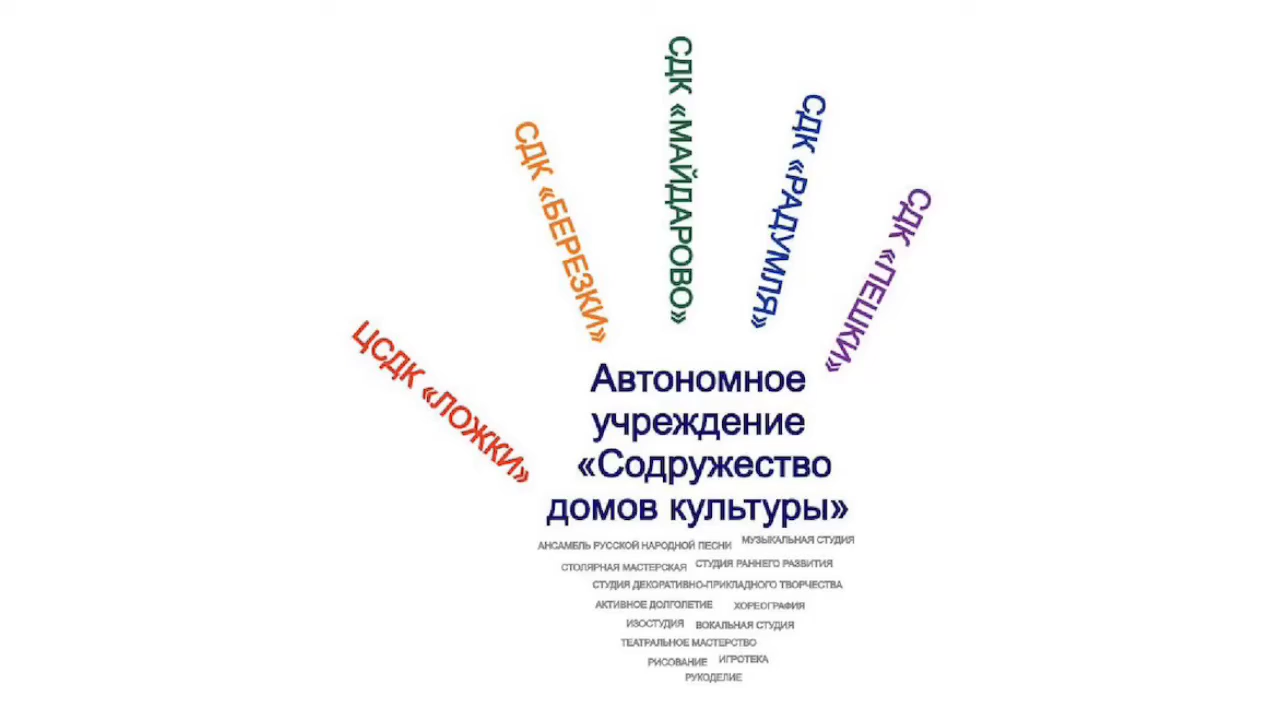 ЦСДК «ЛОЖКИ»
СДК «БЕРЕЗКИ»
СДК «МАЙДАРОВО»
СДК «РАДУМЛЯ»
СДК «ПЕШКИ»
Автономное
учреждение
«Содружество
домов культуры»
АНСАМЕЛЬ РУССКОЙ НАРОДНОЙ ПЕСНИ МУЗЫКАЛЬНАЯ СТУДИЯ
СТОЛЯРНАЯ МАСТЕРСКАЯ СТУДИЯ РАННЕГО РАЗВИТИЯ
СТУДИЯ ДЕКОРАТИВНО-ПРИКЛАДНОГО ТВОРЧЕСТВА
АКТИВНОЕ ДОЛГОЛЕТИЕ ХОРЕОГРАФИЯ
ИЗОСТУДИЯ ВОКАЛЬНАЯ СТУДИЯ
ТЕАТРАЛЬНОЕ МАСТЕРСТВО
РИСОВАНИЕ ИГРОТЕКА
РУКОДЕЛИЕ